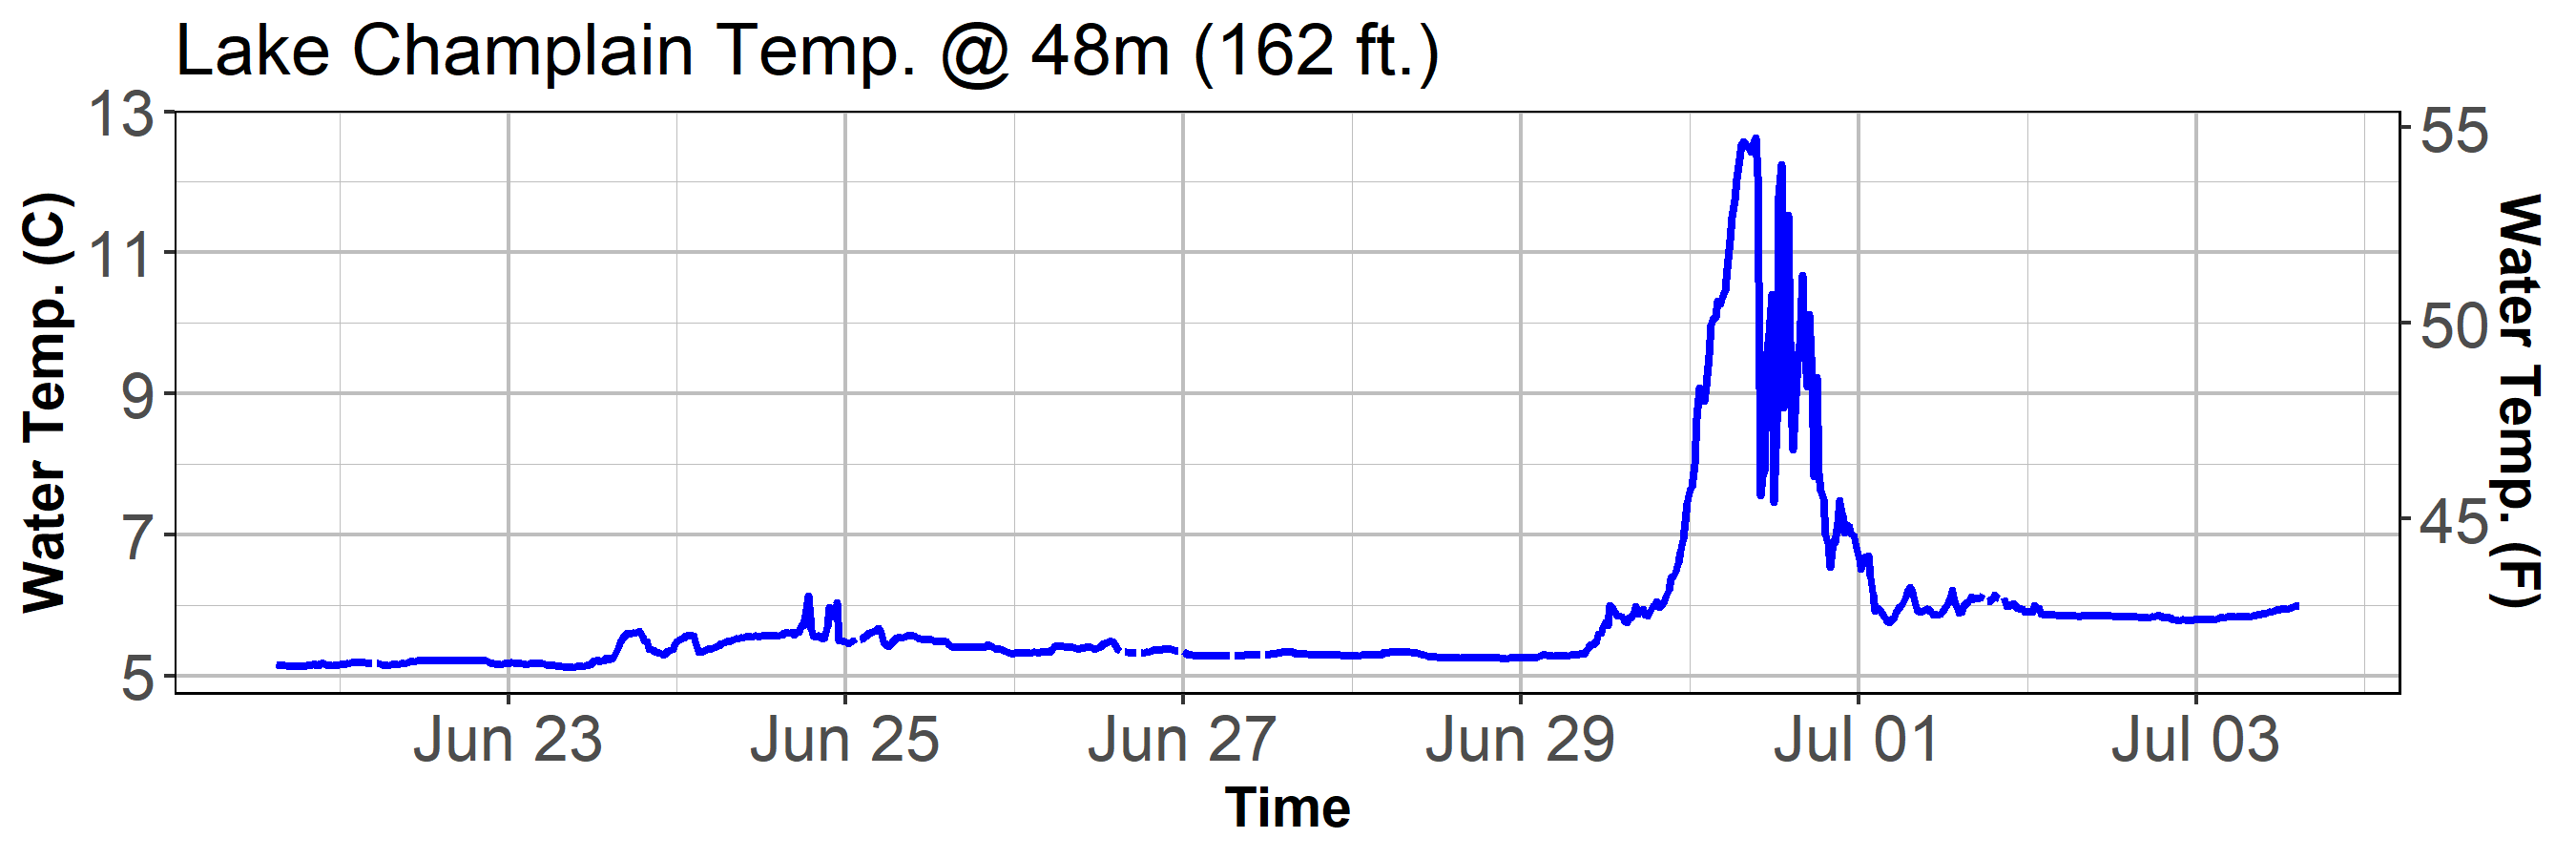 Lake Champlain Temp. @ 48m (162 ft.)
Water Temp. (C)
13
11
9
7
5
55
50
45
Water Temp. (F)
Jun 23 Jun 25 Jun 27 Jun 29 Jul 01 Jul 03
Time